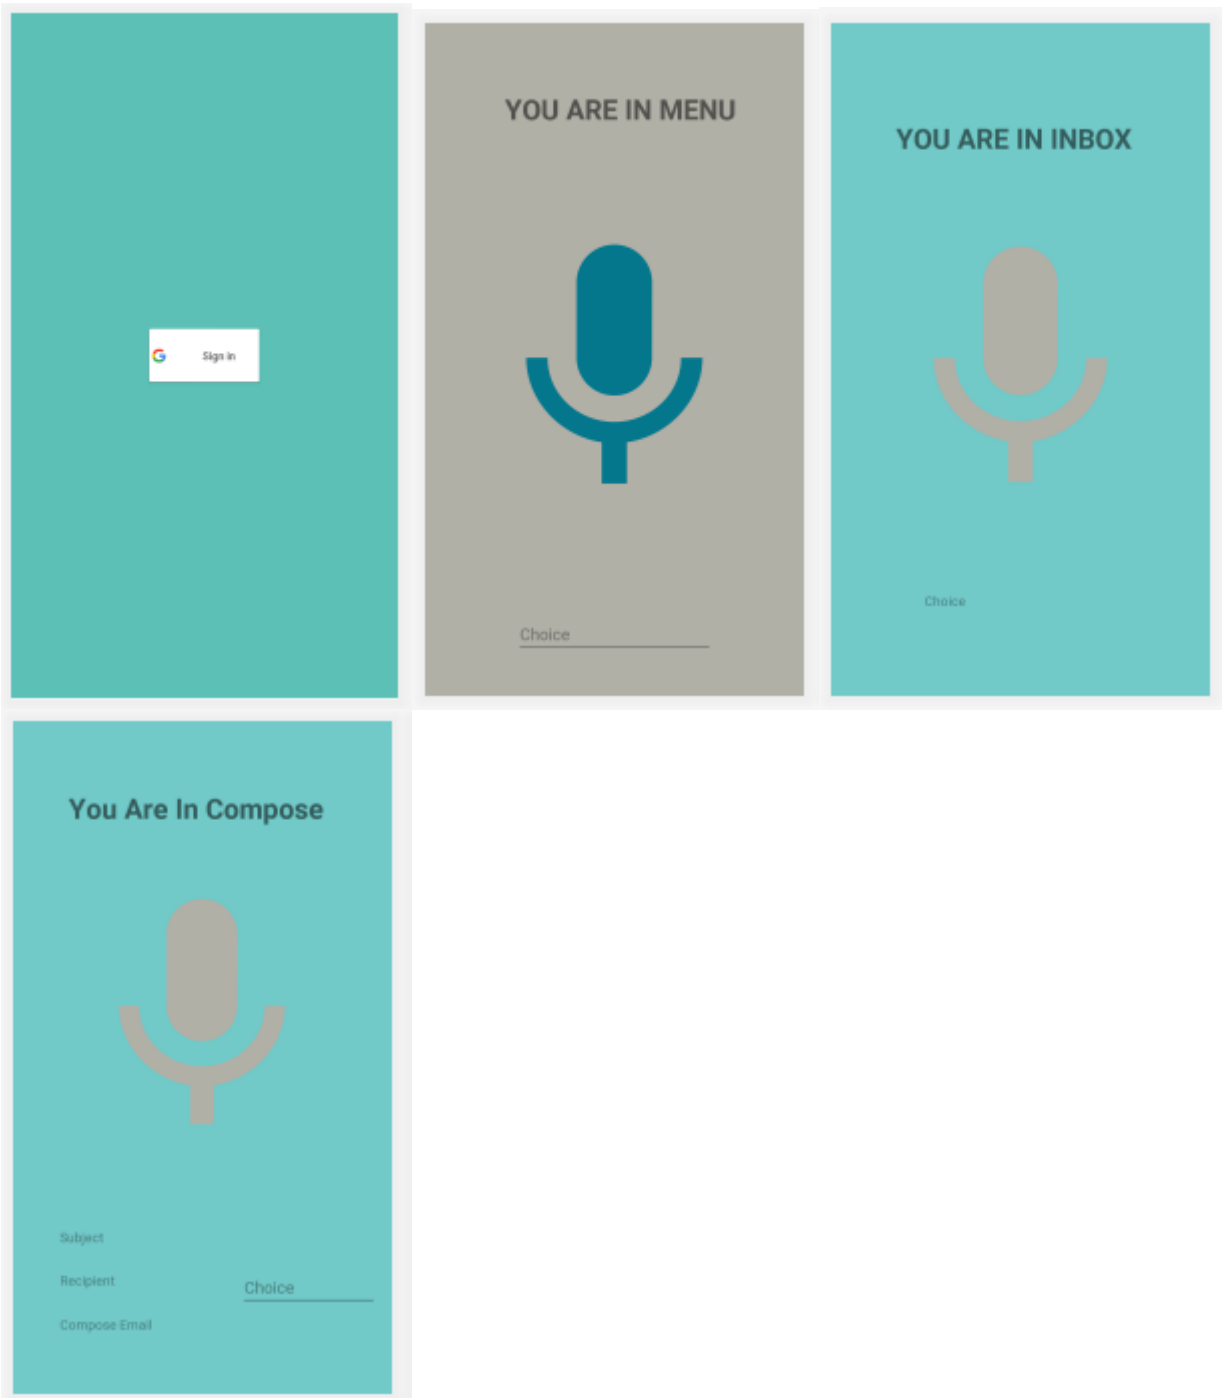 Sign in
YOU ARE IN MENU
Choice
YOU ARE IN INBOX
Choice
You Are In Compose
Subject
Recipient
Choice
Compose Email